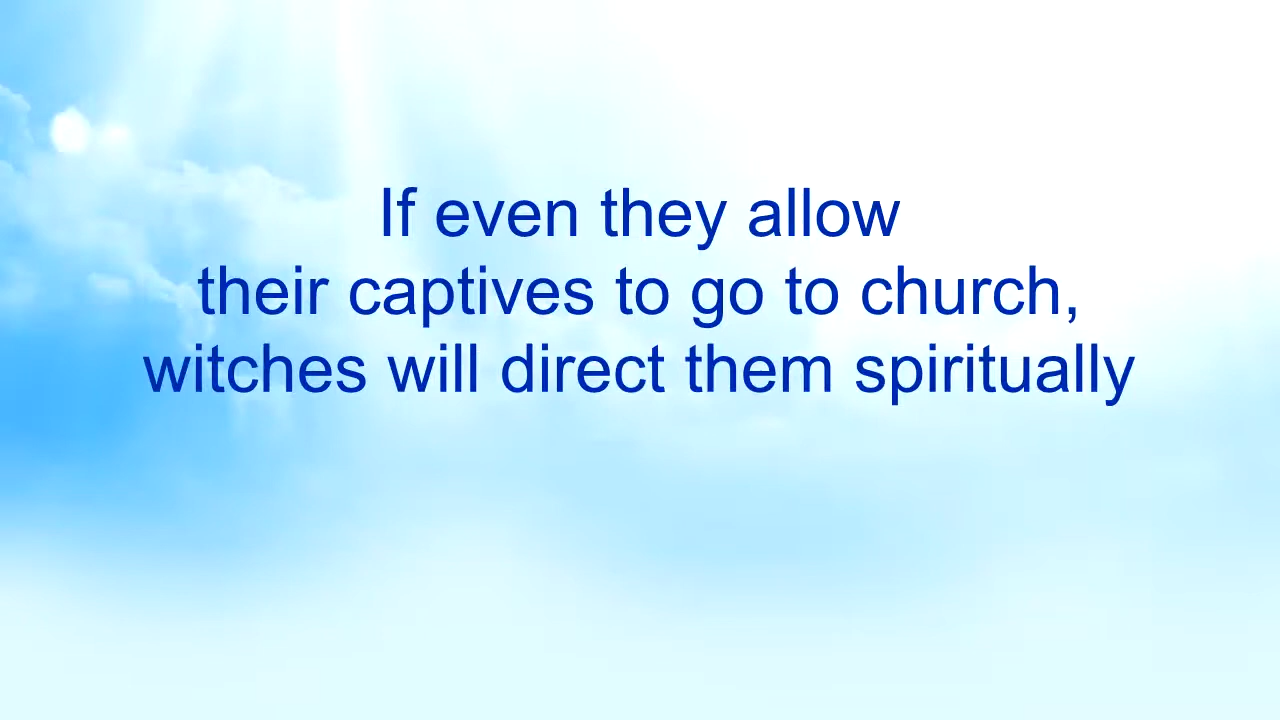 If even they allow
their captives to go to church,
witches will direct them spiritually